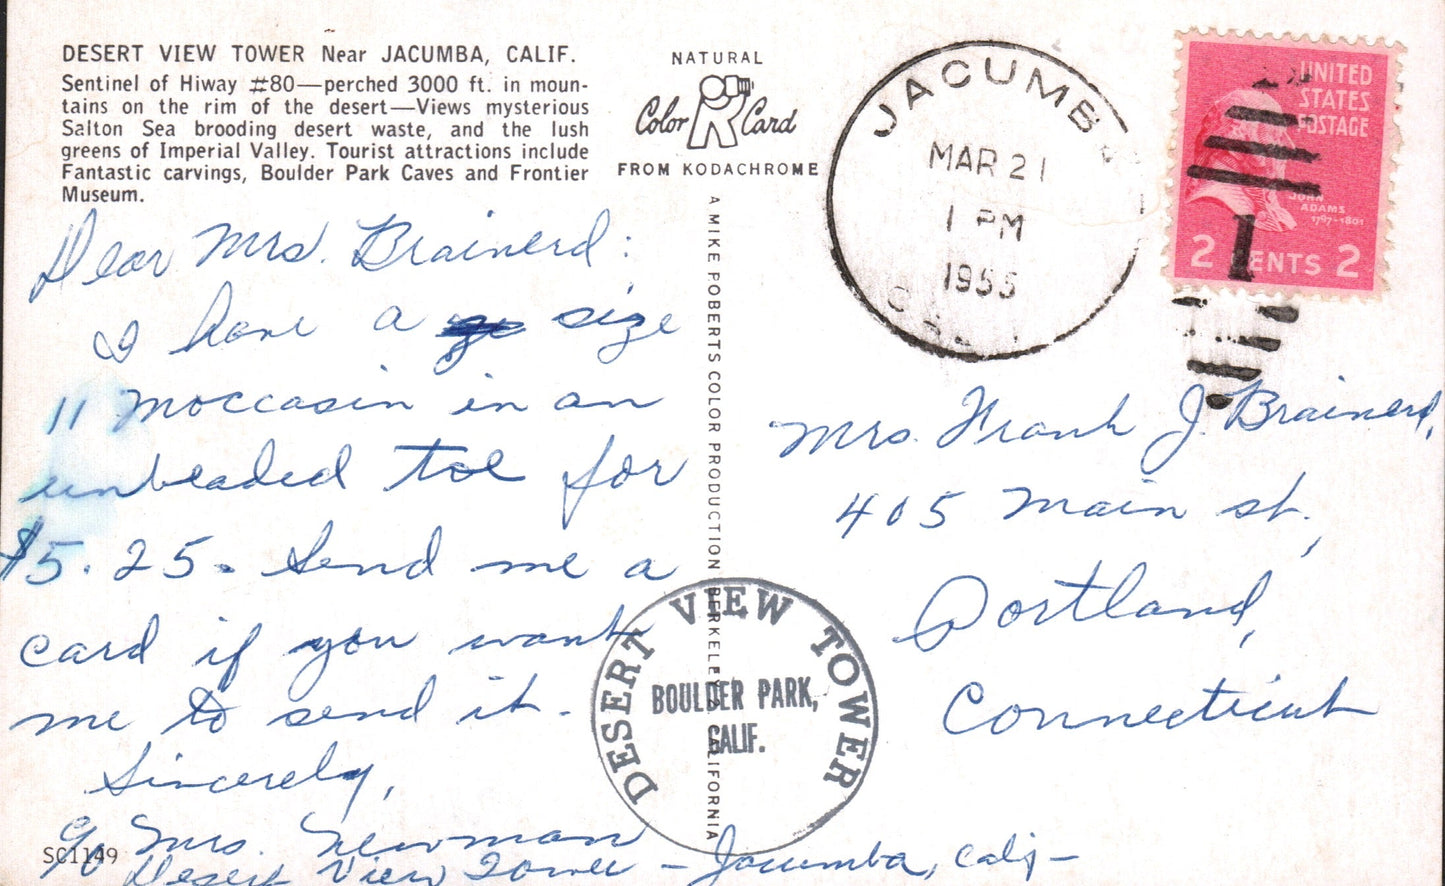 DESERT VIEW TOWER Near JACUMBA, CALIF.
Sentinel of Hiway #80—perched 3000 ft. in moun-
tains on the rim of the desert—Views mysterious
Salton Sea brooding desert waste, and the lush
greens of Imperial Valley. Tourist attractions include
Fantastic carvings, Boulder Park Caves and Frontier
Museum.
NATURAL
Color Card
FROM KODACHROME
A MIKE ROBERTS COLOR PRODUCTION BERKELEY 2, CALIFORNIA
JACUMB
MAR 21
1 PM
1955
CAL
UNITED
STATES
POSTAGE
JOHN
ADAMS
1797-1801
2 CENTS 2
1
Dear Mrs. Brainerd:
I have a size
11 moccasin in an
unbeaded toe for
$5.25. Send me a
card if you want
me to send it.
Sincerely,
% Mrs. Newman
Desert View Tower – Jacumba, Calif –
SC1149
DESERT VIEW TOWER
BOULDER PARK,
CALIF.
Mrs. Frank J. Brainerd,
405 Main St.,
Portland,
Connecticut